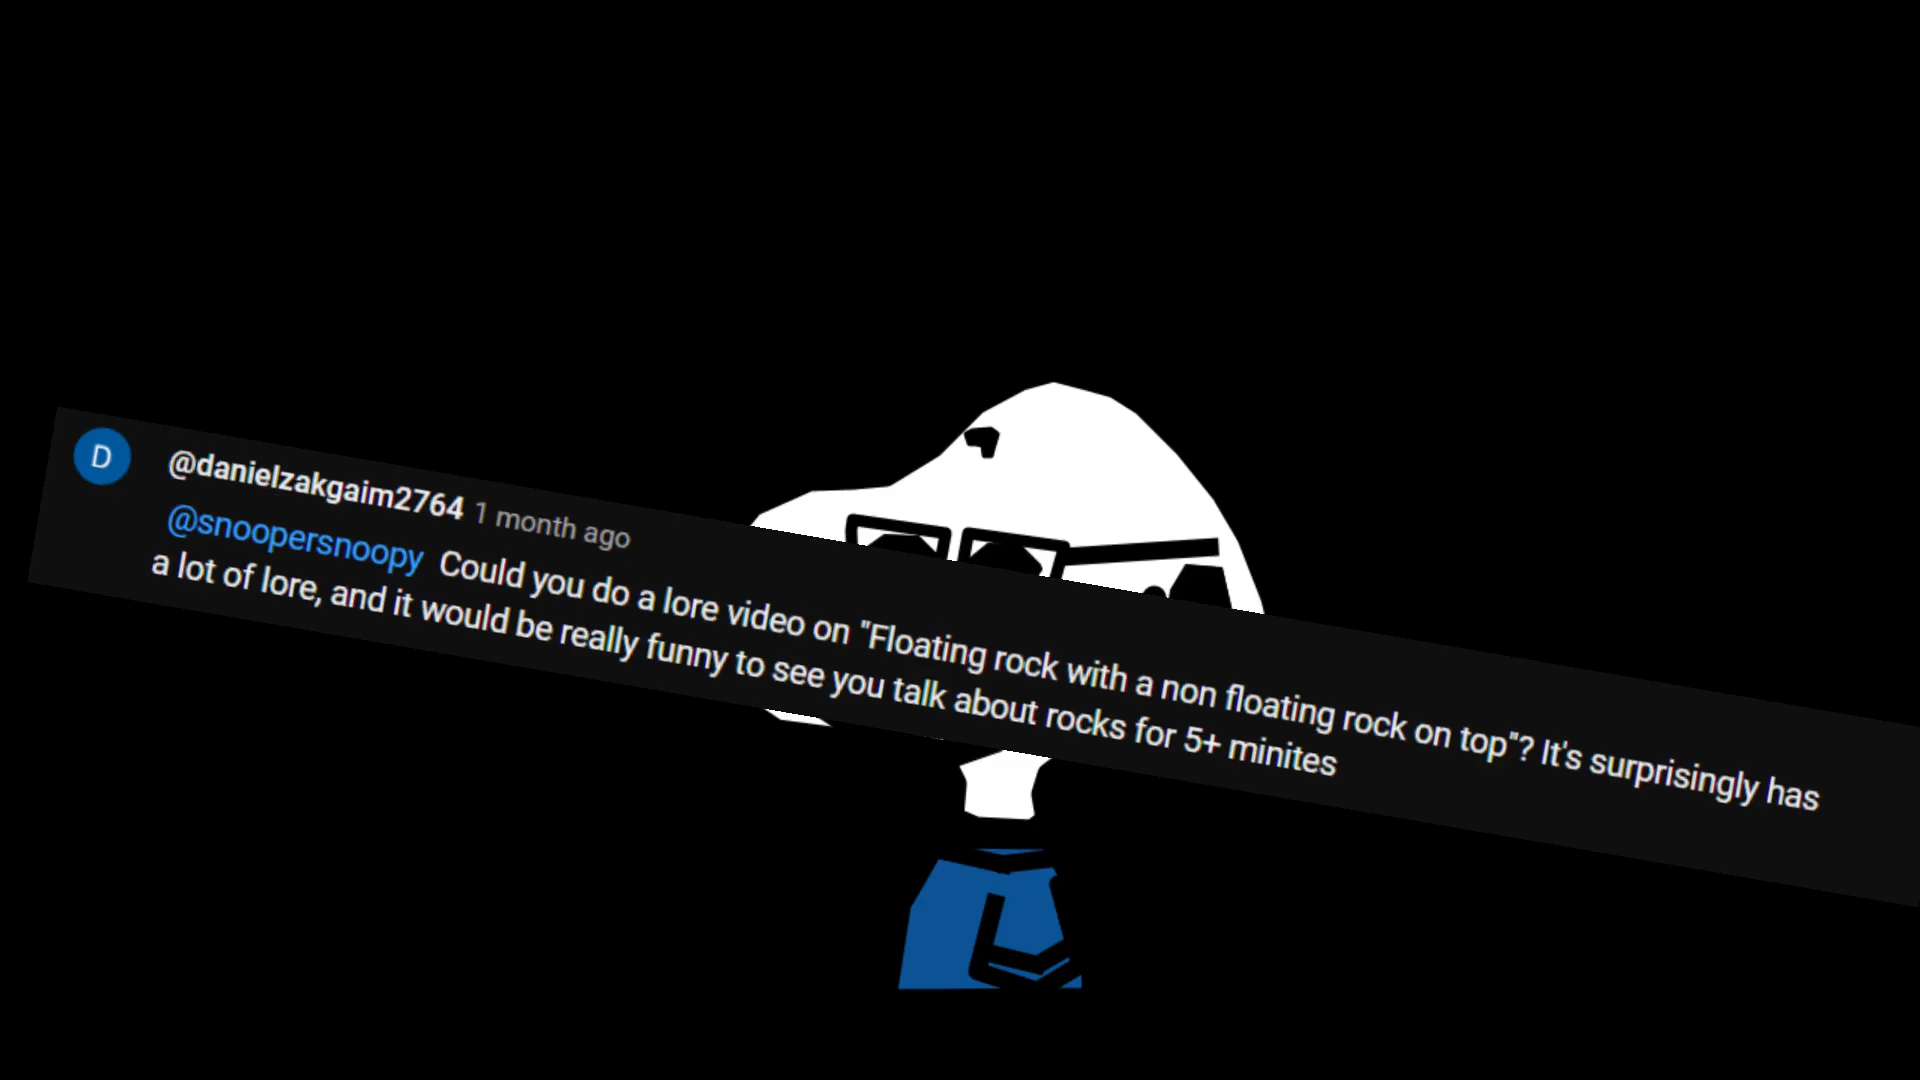 D
@danielzakgaim2764 1 month ago
@snoopersnoopy Could you do a lore video on "Floating rock with a non floating rock on top"? It's surprisingly has
a lot of lore, and it would be really funny to see you talk about rocks for 5+ minites